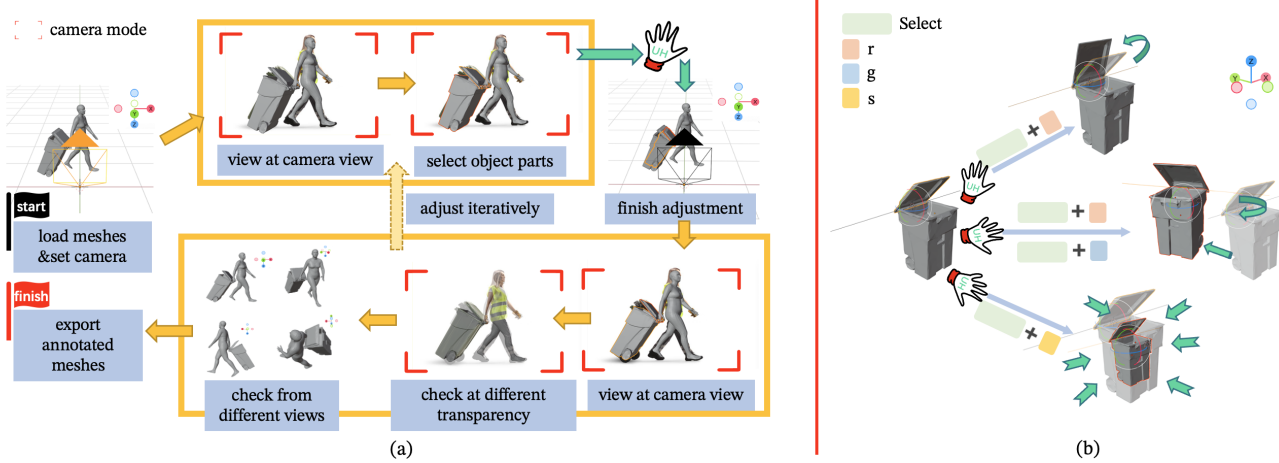 camera mode
start
load meshes
&set camera
view at camera view
select object parts
UH
finish adjustment
adjust iteratively
view at camera view
check at different
transparency
check from
different views
finish
export
annotated
meshes
X
Y
Z
(a)
Select
r
g
s
Z
Y
X
+
UH
+
UH
+
UH
+
(b)